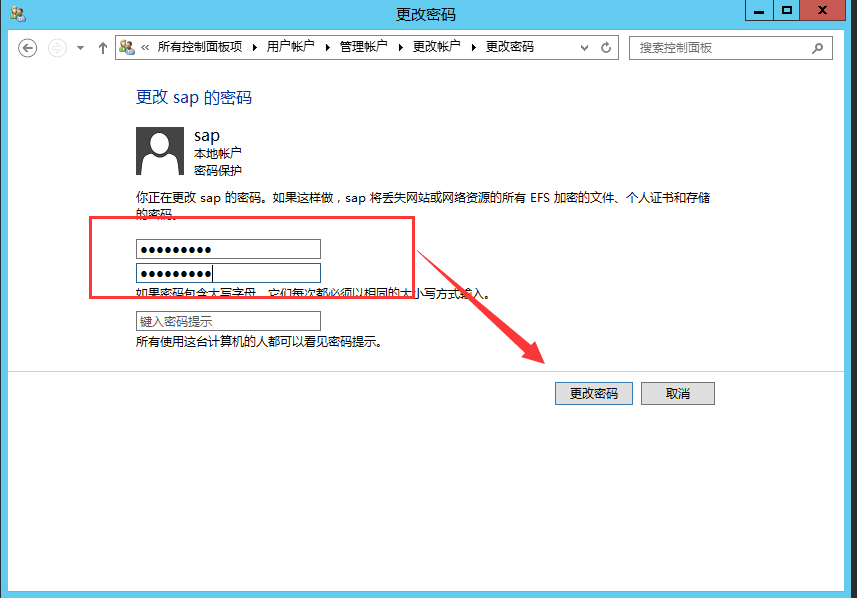 更改密码
« 所有控制面板项 ▸ 用户帐户 ▸ 管理帐户 ▸ 更改帐户 ▸ 更改密码
搜索控制面板
更改 sap 的密码
sap
本地帐户
密码保护
你正在更改 sap 的密码。如果这样做，sap 将丢失网站或网络资源的所有 EFS 加密的文件、个人证书和存储
的密码。
●●●●●●●●●
●●●●●●●●●
如果密码包含大写字母，它们每次都必须以相同的大小写方式输入。
键入密码提示
所有使用这台计算机的人都可以看见密码提示。
更改密码 取消